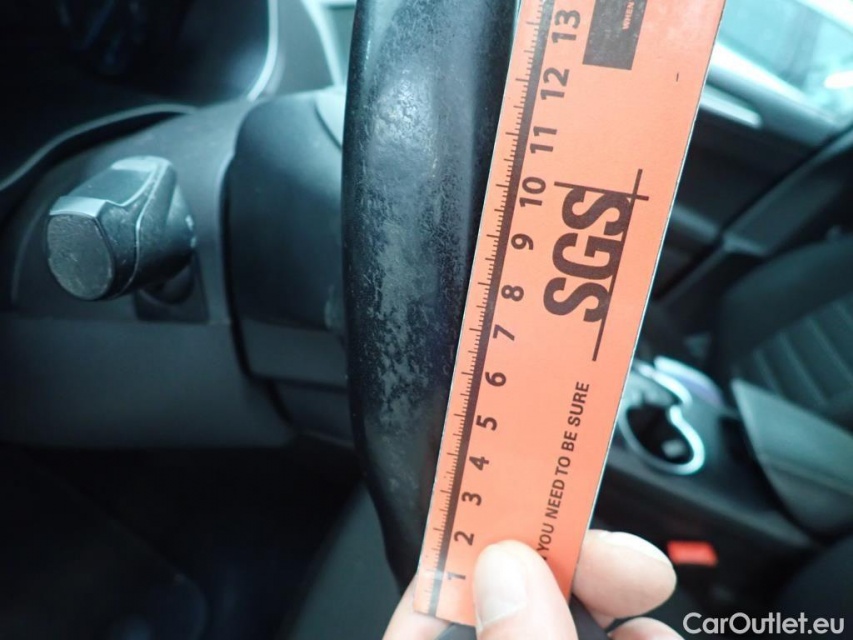 1 2 3 4 5 6 7 8 9 10 11 12 13
SGS
YOU NEED TO BE SURE
CarOutlet.eu